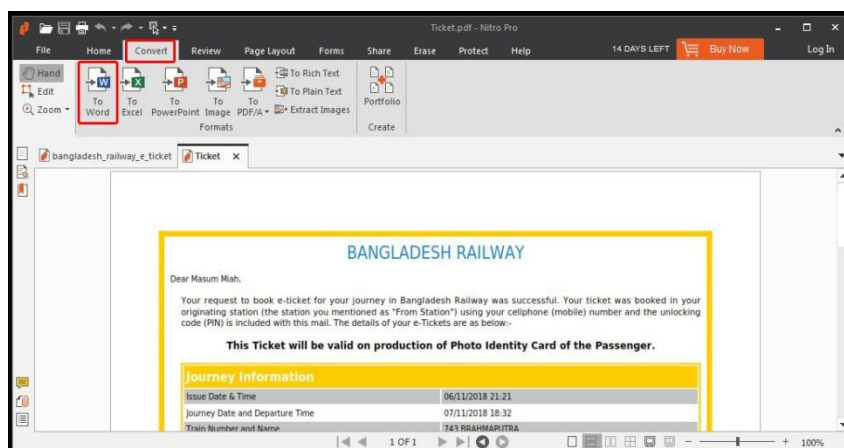 Ticket.pdf - Nitro Pro
File Home Convert Review Page Layout Forms Share Erase Protect Help 14 DAYS LEFT Buy Now Log In
Hand
Edit
Zoom
To Word
To Excel
To PowerPoint
To Image
To PDF/A
To Rich Text
To Plain Text
Extract Images
Portfolio
Formats
Create
bangladesh_railway_e_ticket Ticket
BANGLADESH RAILWAY
Dear Masum Miah,
Your request to book e-ticket for your journey in Bangladesh Railway was successful. Your ticket was booked in your
originating station (the station you mentioned as "From Station") using your cellphone (mobile) number and the unlocking
code (PIN) is included with this mail. The details of your e-Tickets are as below:-
This Ticket will be valid on production of Photo Identity Card of the Passenger.
Journey Information
Issue Date & Time 06/11/2018 21:21
Journey Date and Departure Time 07/11/2018 18:32
Train Number and Name 743 BRAHMAPUTRA
1 OF 1
100%